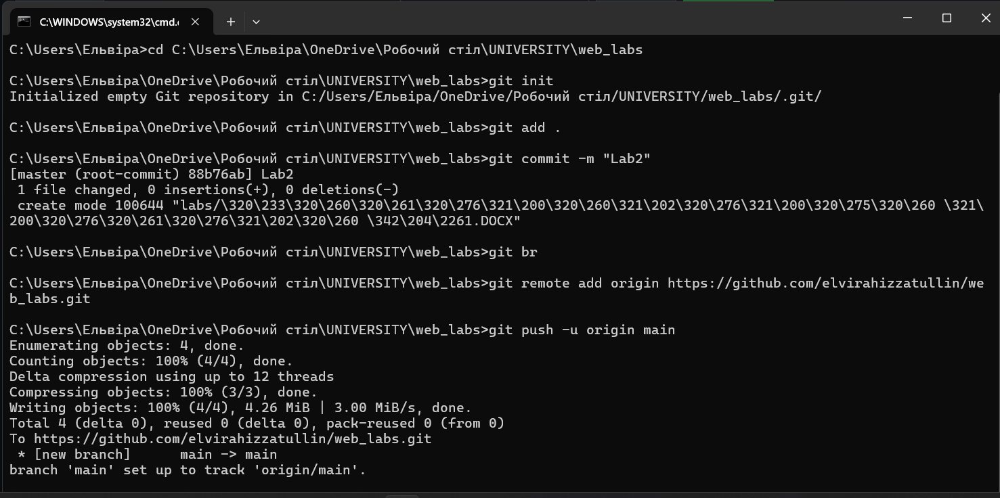 C:\WINDOWS\system32\cmd.
C:\Users\Ельвіра>cd C:\Users\Ельвіра\OneDrive\Робочий стіл\UNIVERSITY\web_labs
C:\Users\Ельвіра\OneDrive\Робочий стіл\UNIVERSITY\web_labs>git init
Initialized empty Git repository in C:/Users/Ельвіра/OneDrive/Робочий стіл/UNIVERSITY/web_labs/.git/
C:\Users\Ельвіра\OneDrive\Робочий стіл\UNIVERSITY\web_labs>git add .
C:\Users\Ельвіра\OneDrive\Робочий стіл\UNIVERSITY\web_labs>git commit -m "Lab2"
[master (root-commit) 88b76ab] Lab2
 1 file changed, 0 insertions(+), 0 deletions(-)
 create mode 100644 "labs/\320\233\320\260\320\261\320\276\321\200\320\260\321\202\320\276\321\200\320\275\320\260 \321\
200\320\276\320\261\320\276\321\202\320\260 \342\204\2261.DOCX"
C:\Users\Ельвіра\OneDrive\Робочий стіл\UNIVERSITY\web_labs>git br
C:\Users\Ельвіра\OneDrive\Робочий стіл\UNIVERSITY\web_labs>git remote add origin https://github.com/elvirahizzatullin/we
b_labs.git
C:\Users\Ельвіра\OneDrive\Робочий стіл\UNIVERSITY\web_labs>git push -u origin main
Enumerating objects: 4, done.
Counting objects: 100% (4/4), done.
Delta compression using up to 12 threads
Compressing objects: 100% (3/3), done.
Writing objects: 100% (4/4), 4.26 MiB | 3.00 MiB/s, done.
Total 4 (delta 0), reused 0 (delta 0), pack-reused 0 (from 0)
To https://github.com/elvirahizzatullin/web_labs.git
 * [new branch]      main -> main
branch 'main' set up to track 'origin/main'.